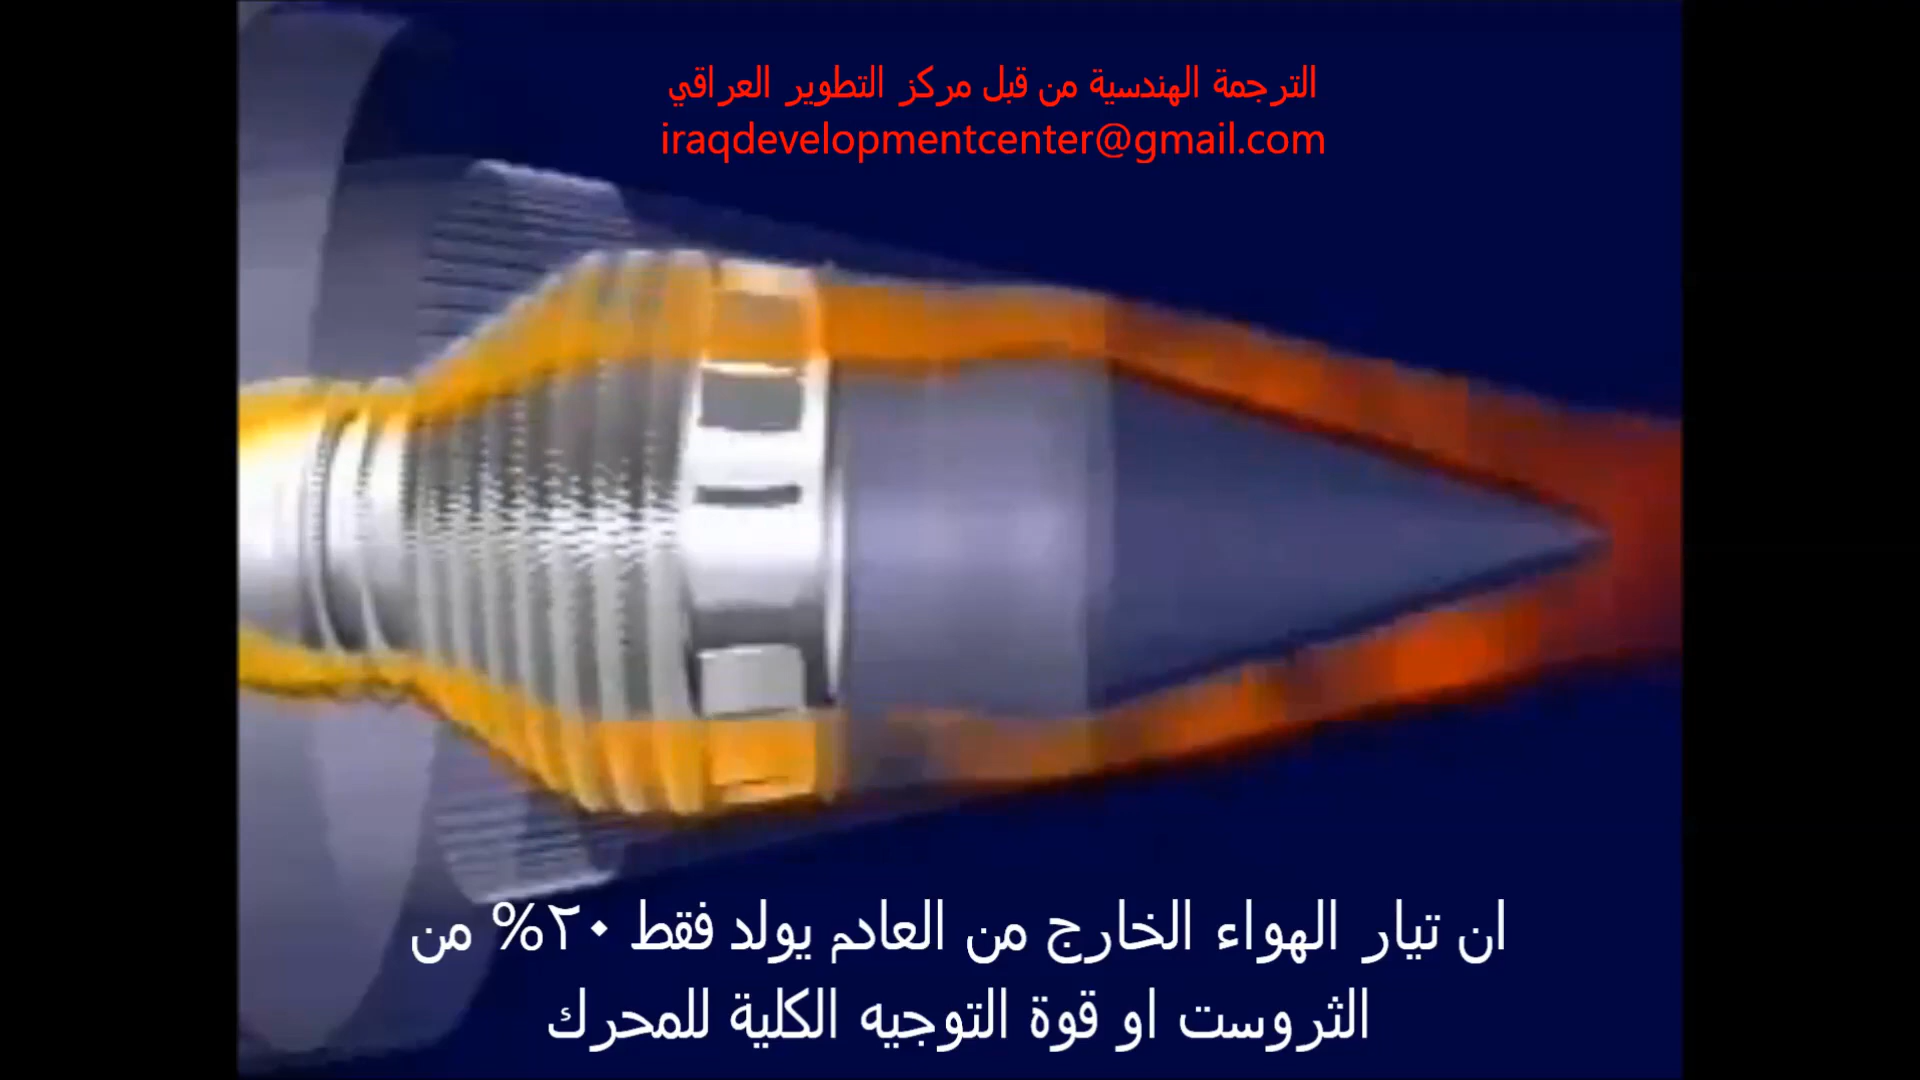 الترجمة الهندسية من قبل مركز التطوير العراقي
iraqdevelopmentcenter@gmail.com
ان تيار الهواء الخارج من العادم يولد فقط ٢٠% من
الثروست او قوة التوجيه الكلية للمحرك